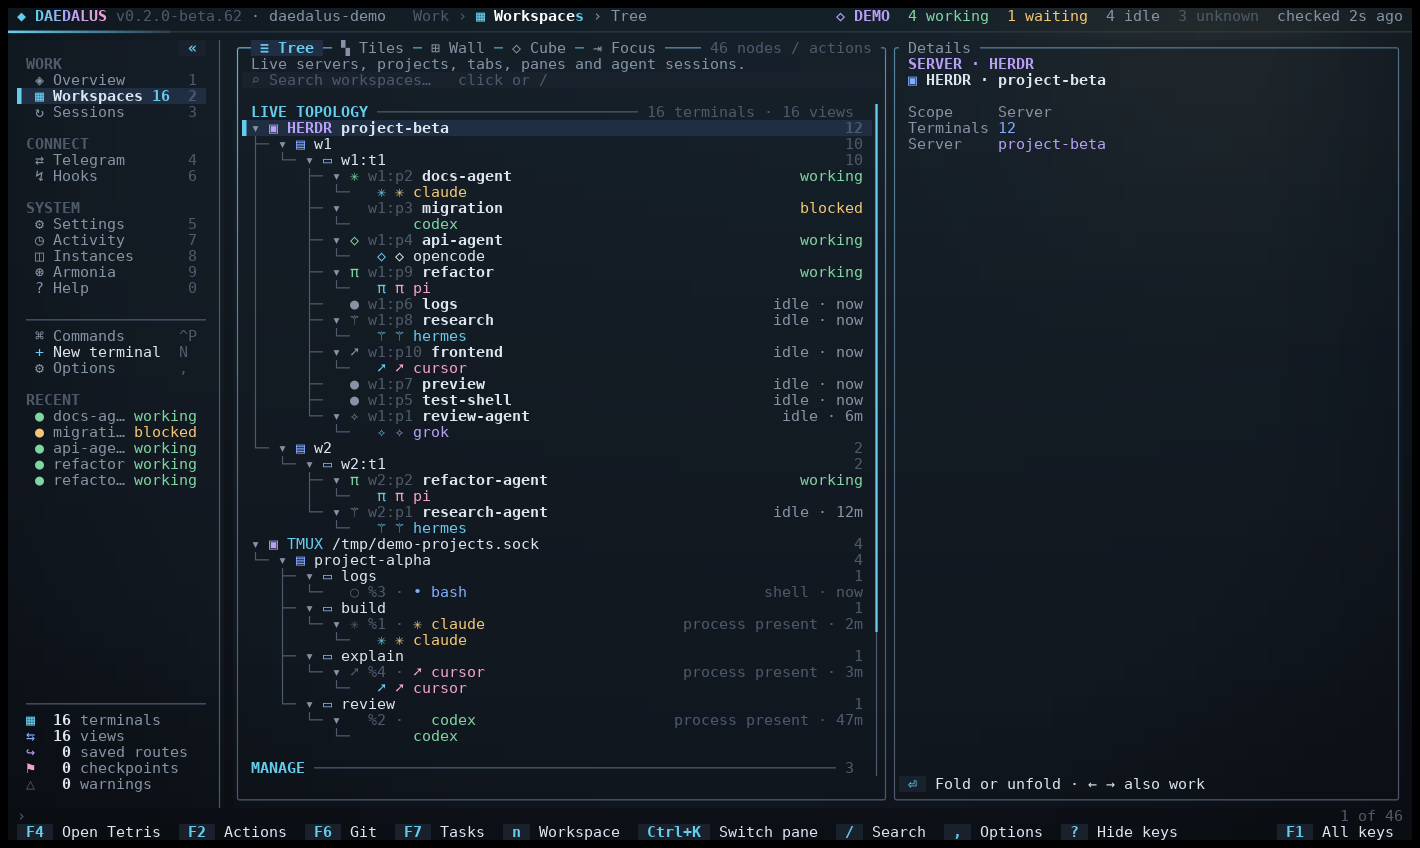 ◆ DAEDALUS v0.2.0-beta.62 · daedalus-demo Work › ▦ Workspaces › Tree ◇ DEMO 4 working 1 waiting 4 idle 3 unknown checked 2s ago
«
WORK
◈ Overview 1
▦ Workspaces 16 2
↻ Sessions 3
CONNECT
⇄ Telegram 4
↯ Hooks 6
SYSTEM
⚙ Settings 5
◷ Activity 7
◫ Instances 8
⊛ Armonia 9
? Help 0
⌘ Commands ^P
+ New terminal N
⚙ Options ,
RECENT
● docs-ag… working
● migrati… blocked
● api-age… working
● refactor working
● refacto… working
▦ 16 terminals
⇆ 16 views
↪ 0 saved routes
⚑ 0 checkpoints
△ 0 warnings
≡ Tree ─ ▚ Tiles ─ ⊞ Wall ─ ◇ Cube ─ ⇥ Focus 46 nodes / actions
Live servers, projects, tabs, panes and agent sessions.
⌕ Search workspaces… click or /
LIVE TOPOLOGY 16 terminals · 16 views
▾ ▣ HERDR project-beta 12
▾ ▤ w1 10
▾ ▭ w1:t1 10
▾ ✳ w1:p2 docs-agent working
✳ ✳ claude
▾ w1:p3 migration blocked
codex
▾ ◇ w1:p4 api-agent working
◇ ◇ opencode
▾ π w1:p9 refactor working
π π pi
● w1:p6 logs idle · now
▾ ⚚ w1:p8 research idle · now
⚚ ⚚ hermes
▾ ➚ w1:p10 frontend idle · now
➚ ➚ cursor
● w1:p7 preview idle · now
● w1:p5 test-shell idle · now
▾ ✧ w1:p1 review-agent idle · 6m
✧ ✧ grok
▾ ▤ w2 2
▾ ▭ w2:t1 2
▾ π w2:p2 refactor-agent working
π π pi
▾ ⚚ w2:p1 research-agent idle · 12m
⚚ ⚚ hermes
▾ ▣ TMUX /tmp/demo-projects.sock 4
▾ ▤ project-alpha 4
▾ ▭ logs 1
○ %3 · • bash shell · now
▾ ▭ build 1
▾ ✳ %1 · ✳ claude process present · 2m
✳ ✳ claude
▾ ▭ explain 1
▾ ➚ %4 · ➚ cursor process present · 3m
➚ ➚ cursor
▾ ▭ review 1
▾ %2 · codex process present · 47m
codex
MANAGE 3
Details
SERVER · HERDR
▣ HERDR · project-beta
Scope Server
Terminals 12
Server project-beta
⏎ Fold or unfold · ← → also work
› 1 of 46
F4 Open Tetris F2 Actions F6 Git F7 Tasks n Workspace Ctrl+K Switch pane / Search , Options ? Hide keys F1 All keys